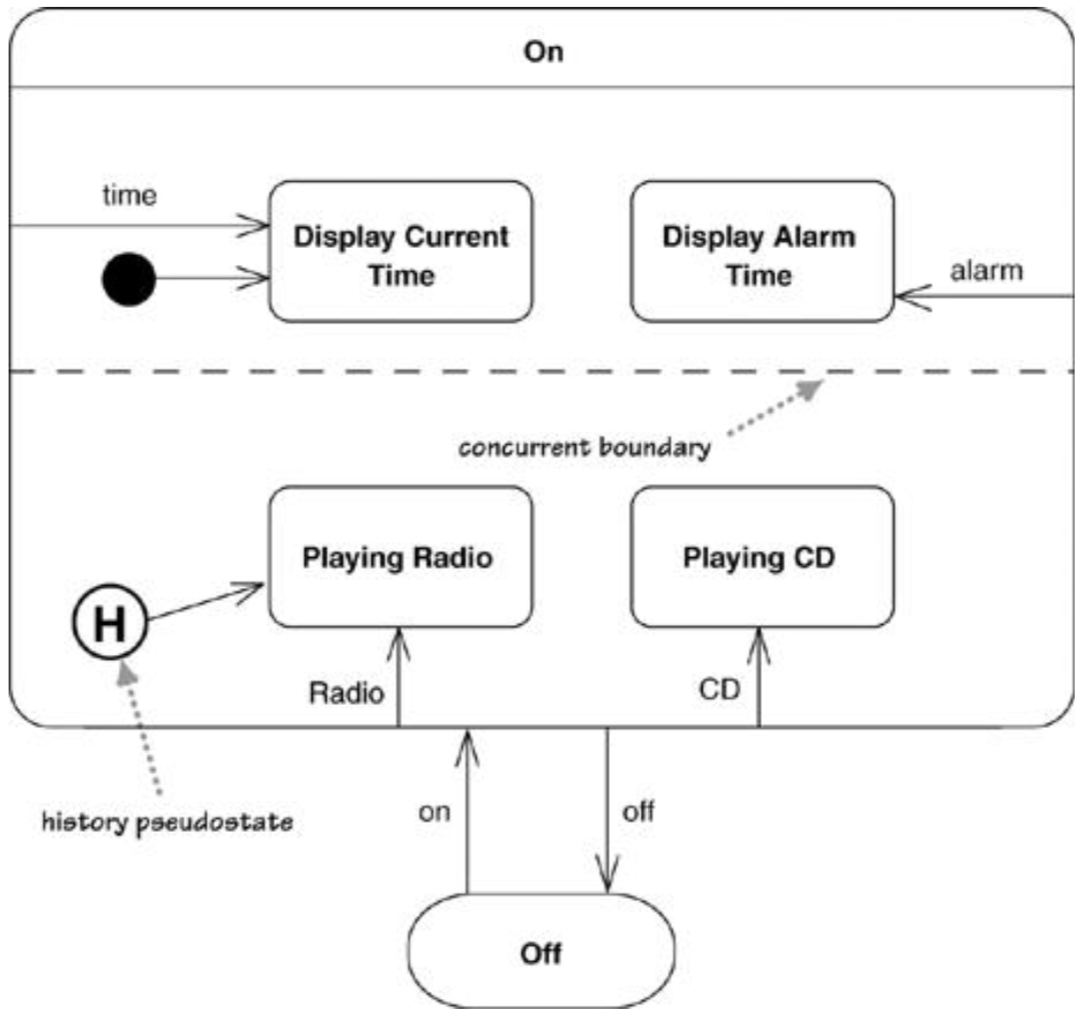 On
time
Display Current
Time
Display Alarm
Time
alarm
concurrent boundary
Playing Radio
Playing CD
H
Radio
CD
history pseudostate
on
off
Off